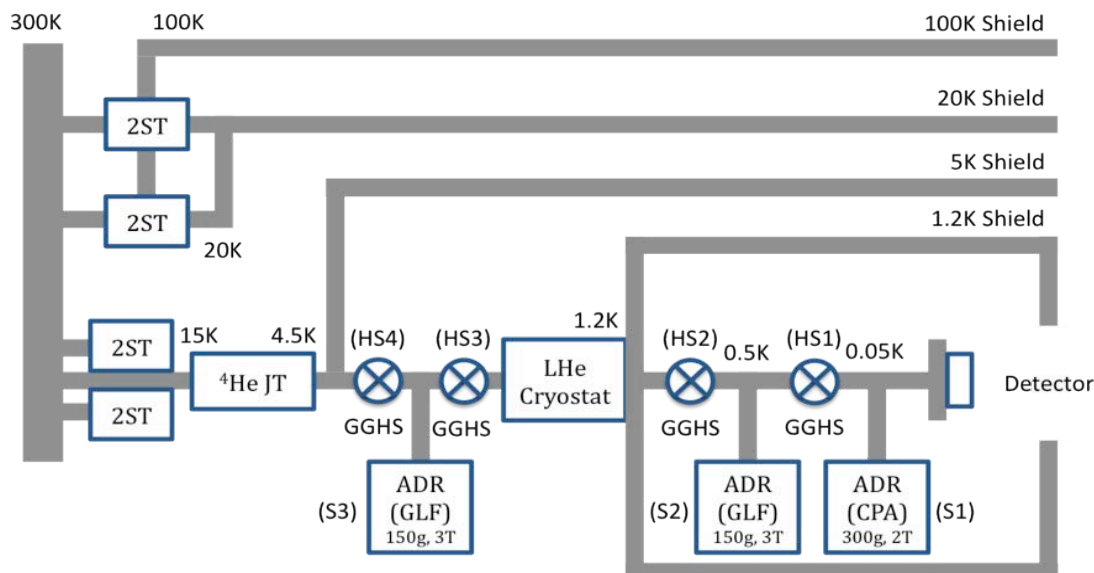 300K
100K
100K Shield
2ST
20K Shield
5K Shield
2ST
20K
1.2K Shield
2ST
15K
4.5K
(HS4)
(HS3)
1.2K
(HS2)
0.5K
(HS1)
0.05K
⁴He JT
LHe
Cryostat
Detector
2ST
GGHS
GGHS
GGHS
GGHS
(S3)
ADR
(GLF)
150g, 3T
(S2)
ADR
(GLF)
150g, 3T
ADR
(CPA)
300g, 2T
(S1)